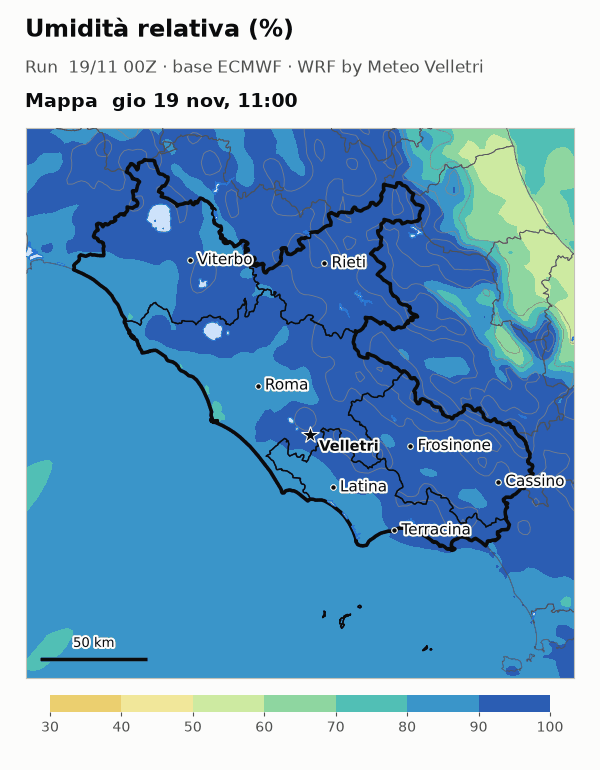 Umidità relativa (%)
Run  19/11 00Z · base ECMWF · WRF by Meteo Velletri
Mappa  gio 19 nov, 11:00
Viterbo
Rieti
Roma
Velletri
Frosinone
Latina
Cassino
Terracina
50 km
30 40 50 60 70 80 90 100